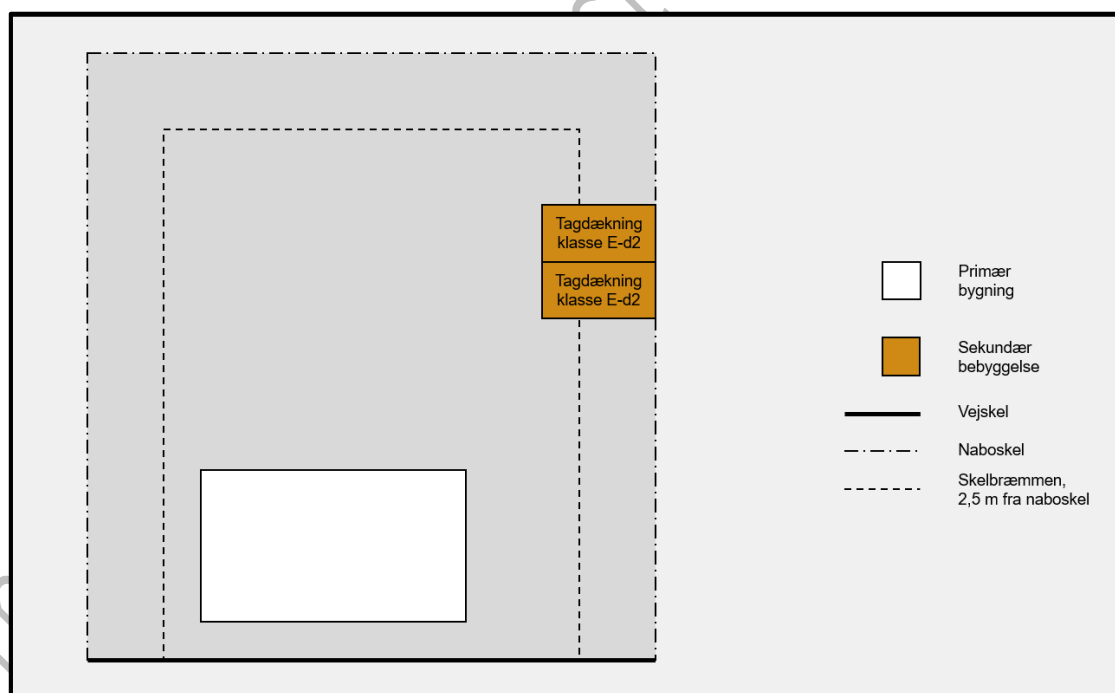 Tagdækning
klasse E-d2
Tagdækning
klasse E-d2
Primær
bygning
Sekundær
bebyggelse
Vejskel
Naboskel
Skelbræmmen,
2,5 m fra naboskel